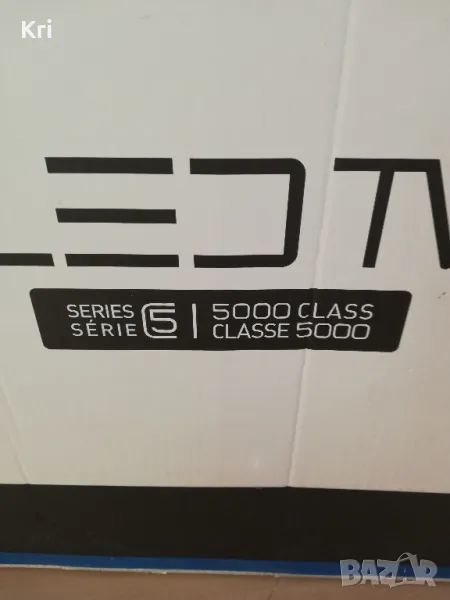 Kri
LED TV
SERIES 5 | 5000 CLASS
SÉRIE CLASSE 5000
BAZAR